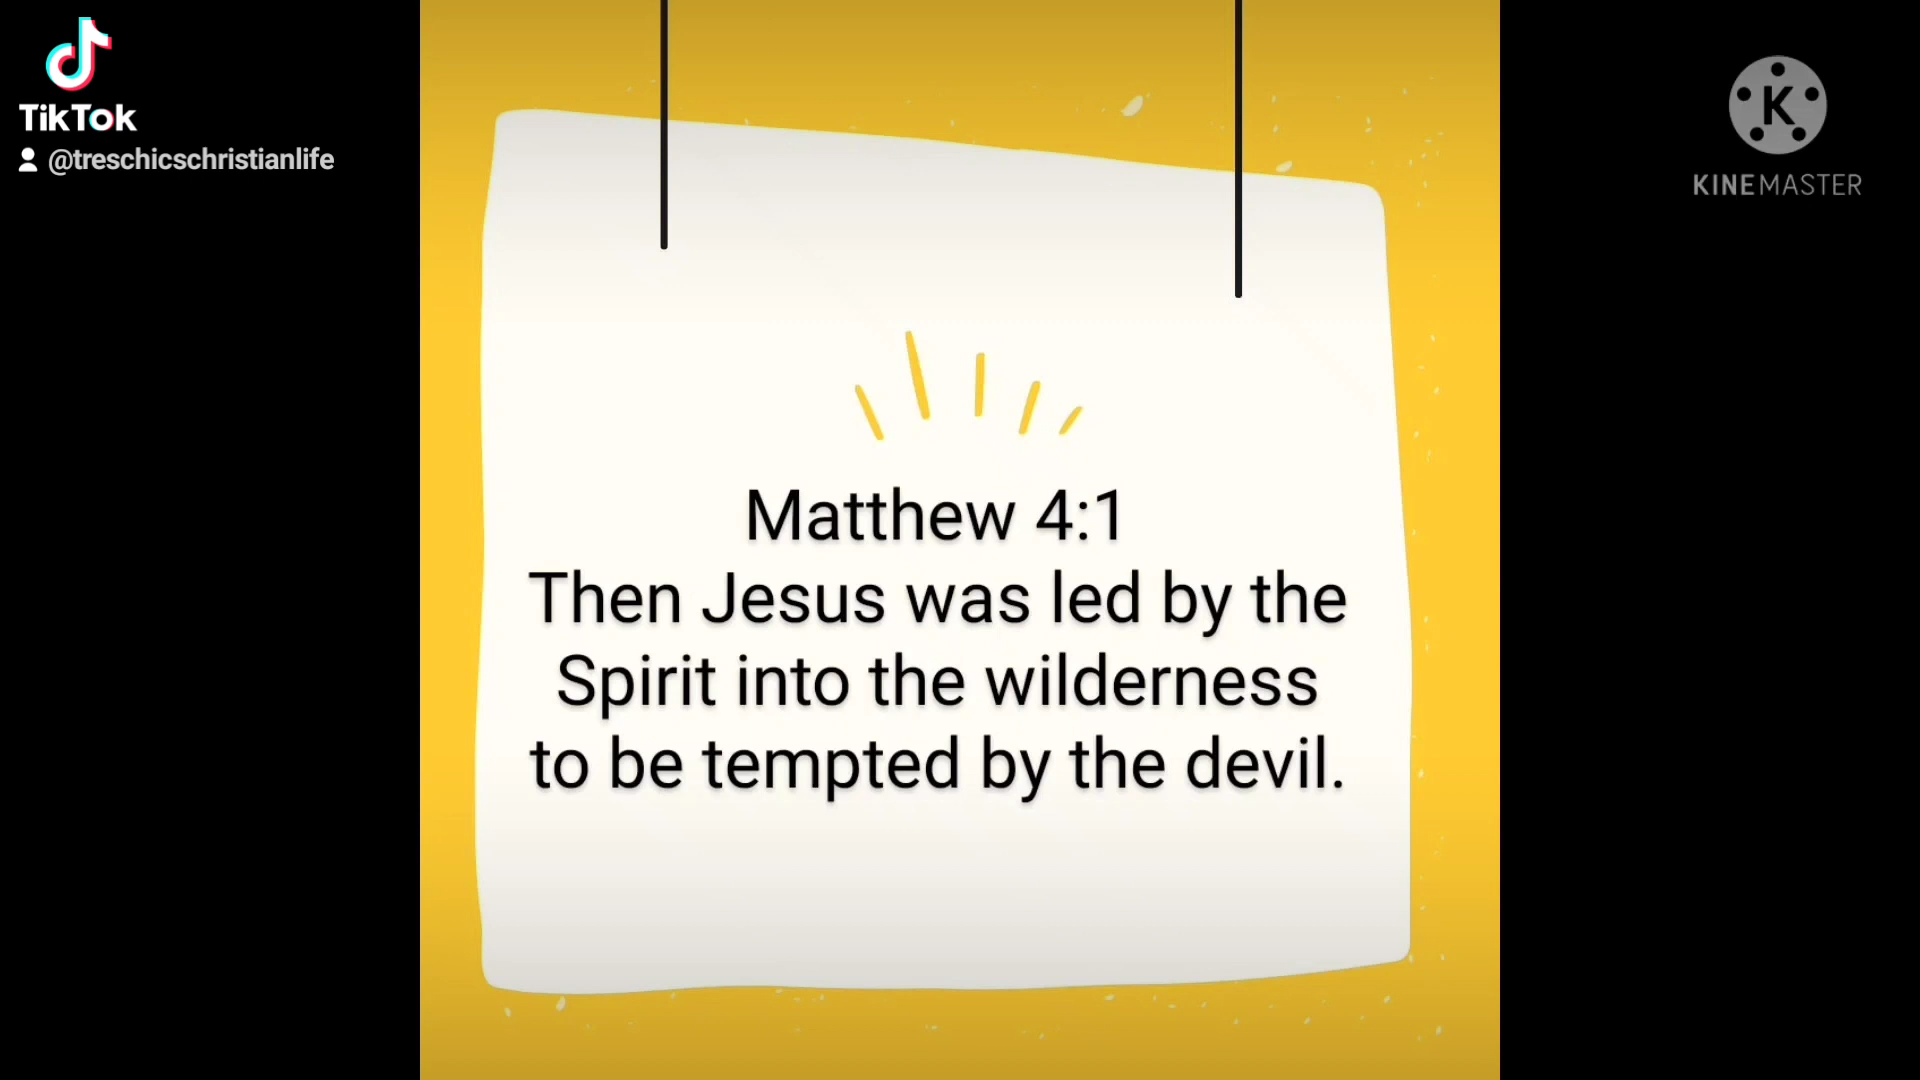 TikTok
@treschicschristianlife
K
KINEMASTER
Matthew 4:1
Then Jesus was led by the
Spirit into the wilderness
to be tempted by the devil.